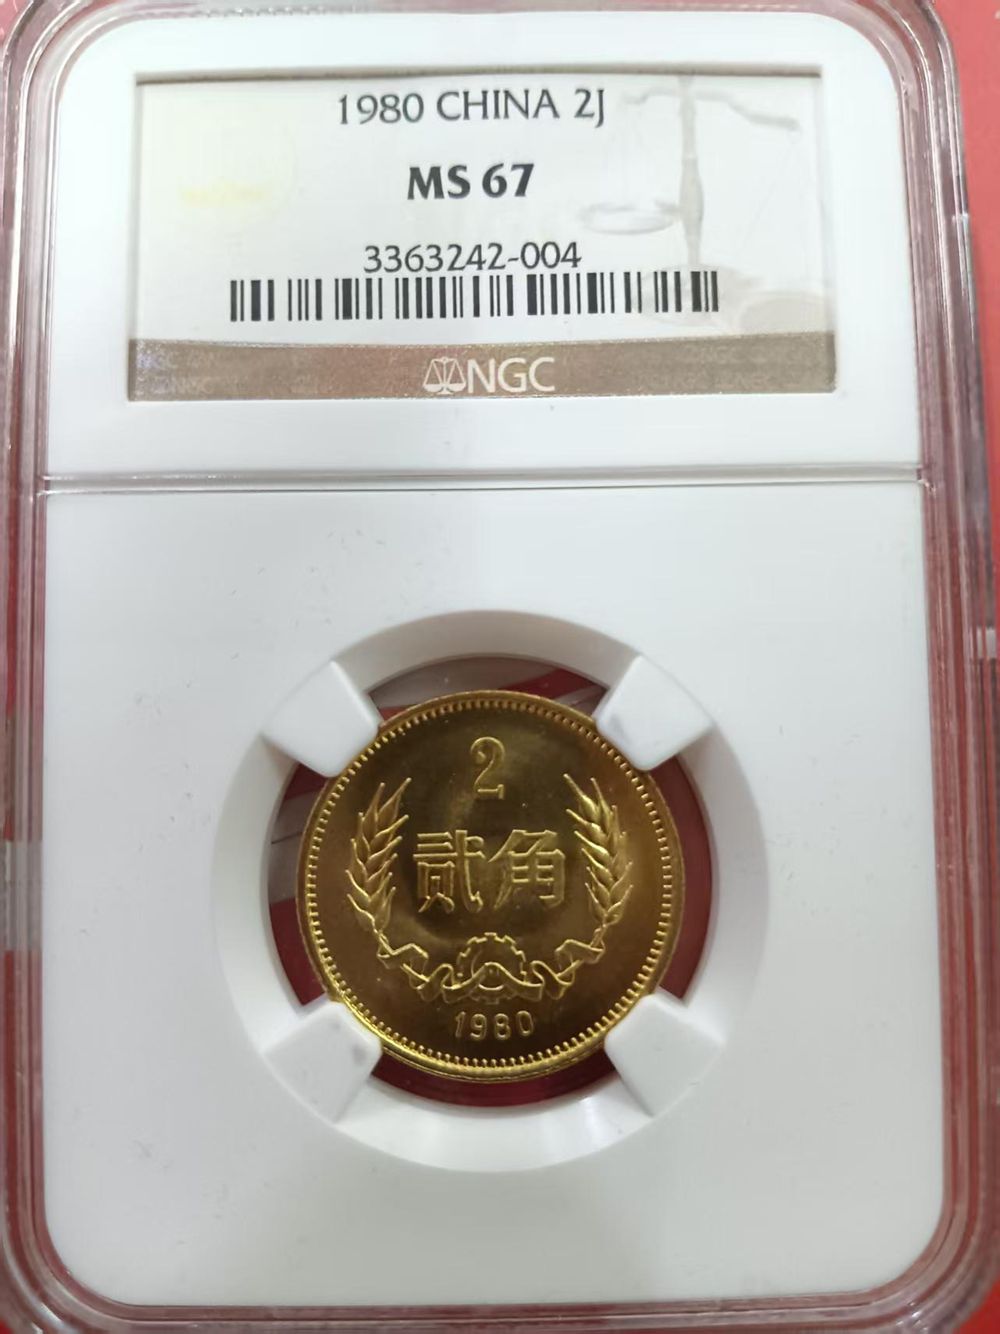 1980 CHINA 2J
MS 67
3363242-004
NGC
2
贰角
1980